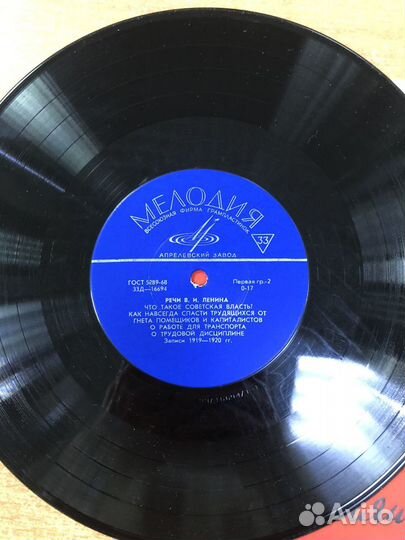 МЕЛОДИЯ
ВСЕСОЮЗНАЯ ФИРМА ГРАМПЛАСТИНОК
33
АПРЕЛЕВСКИЙ ЗАВОД
ГОСТ 5289-68
Первая гр.-2
33Д—16694
0-17
РЕЧИ В. И. ЛЕНИНА
ЧТО ТАКОЕ СОВЕТСКАЯ ВЛАСТЬ?
КАК НАВСЕГДА СПАСТИ ТРУДЯЩИХСЯ ОТ
ГНЕТА ПОМЕЩИКОВ И КАПИТАЛИСТОВ
О РАБОТЕ ДЛЯ ТРАНСПОРТА
О ТРУДОВОЙ ДИСЦИПЛИНЕ
Записи 1919—1920 гг.
Avito